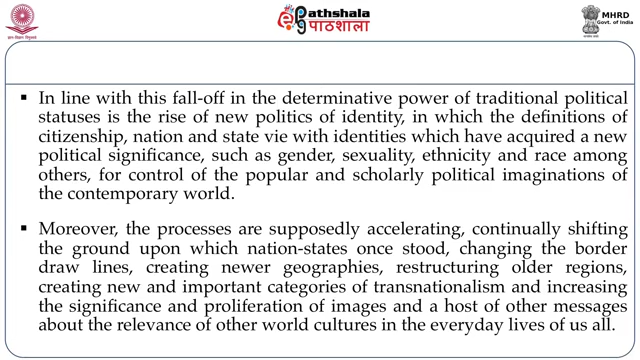 ePathshala
पाठशाला
MHRD
Govt. of India
▪ In line with this fall-off in the determinative power of traditional political
statuses is the rise of new politics of identity, in which the definitions of
citizenship, nation and state vie with identities which have acquired a new
political significance, such as gender, sexuality, ethnicity and race among
others, for control of the popular and scholarly political imaginations of
the contemporary world.
▪ Moreover, the processes are supposedly accelerating, continually shifting
the ground upon which nation-states once stood, changing the border
draw lines, creating newer geographies, restructuring older regions,
creating new and important categories of transnationalism and increasing
the significance and proliferation of images and a host of other messages
about the relevance of other world cultures in the everyday lives of us all.